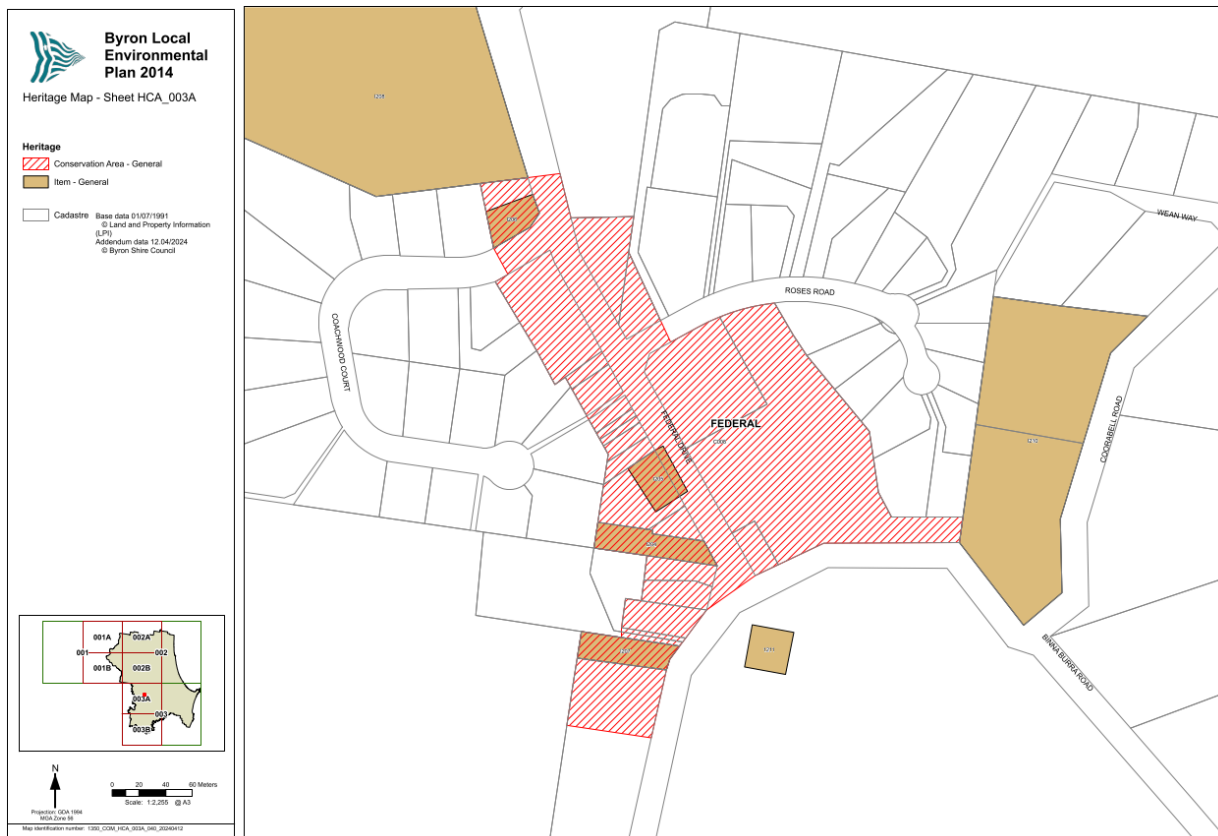 Byron Local
Environmental
Plan 2014
Heritage Map - Sheet HCA_003A
Heritage
Conservation Area - General
Item - General
Cadastre
Base data 01/07/1991
© Land and Property Information
(LPI)
Addendum data 12.04/2024
© Byron Shire Council
001A
002A
001
002
001B
002B
003A
003
003B
N
0 20 40 60 Meters
Scale: 1:2,255 @ A3
Projection: GDA 1994
MGA Zone 56
Map identification number: 1350_COM_HCA_003A_040_20240412
WEAN WAY
ROSES ROAD
COACHWOOD COURT
FEDERAL DRIVE
FEDERAL
COORABELL ROAD
BINNA BURRA ROAD